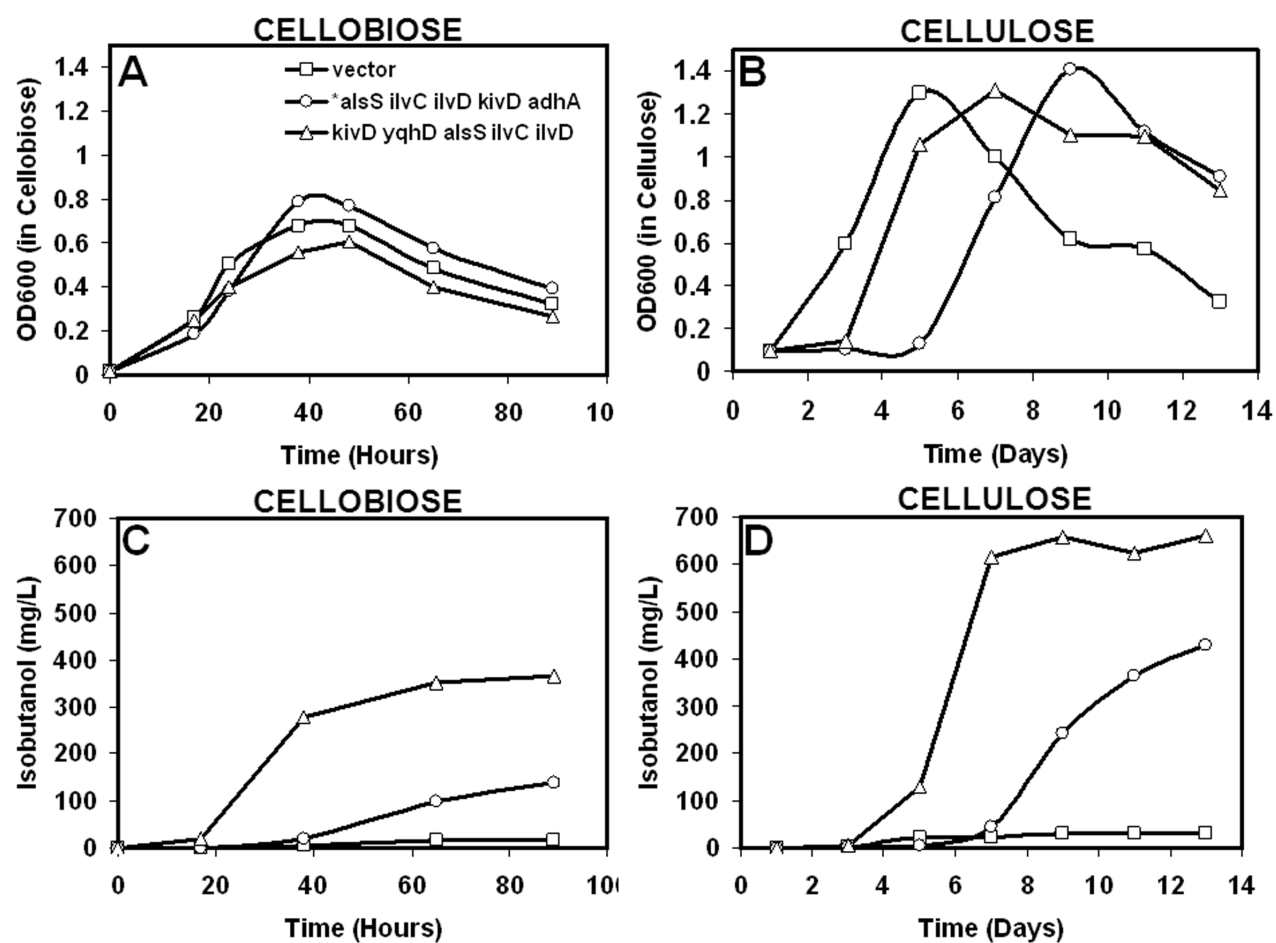 CELLOBIOSE
A
vector
*alsS ilvC ilvD kivD adhA
kivD yqhD alsS ilvC ilvD
OD600 (in Cellobiose)
1.4
1.2
1
0.8
0.6
0.4
0.2
0
0 20 40 60 80 10
Time (Hours)
CELLULOSE
B
OD600 (in Cellulose)
1.4
1.2
1
0.8
0.6
0.4
0.2
0
0 2 4 6 8 10 12 14
Time (Days)
CELLOBIOSE
C
Isobutanol (mg/L)
700
600
500
400
300
200
100
0
0 20 40 60 80 10
Time (Hours)
CELLULOSE
D
Isobutanol (mg/L)
700
600
500
400
300
200
100
0
0 2 4 6 8 10 12 14
Time (Days)